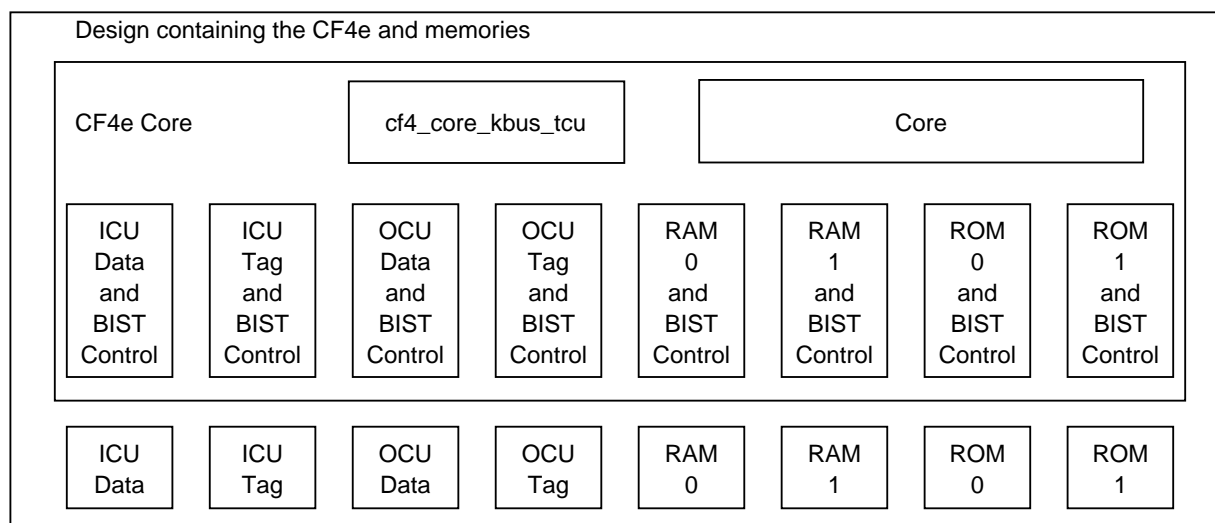 Design containing the CF4e and memories
CF4e Core
cf4_core_kbus_tcu
Core
ICU
Data
and
BIST
Control
ICU
Tag
and
BIST
Control
OCU
Data
and
BIST
Control
OCU
Tag
and
BIST
Control
RAM
0
and
BIST
Control
RAM
1
and
BIST
Control
ROM
0
and
BIST
Control
ROM
1
and
BIST
Control
ICU
Data
ICU
Tag
OCU
Data
OCU
Tag
RAM
0
RAM
1
ROM
0
ROM
1